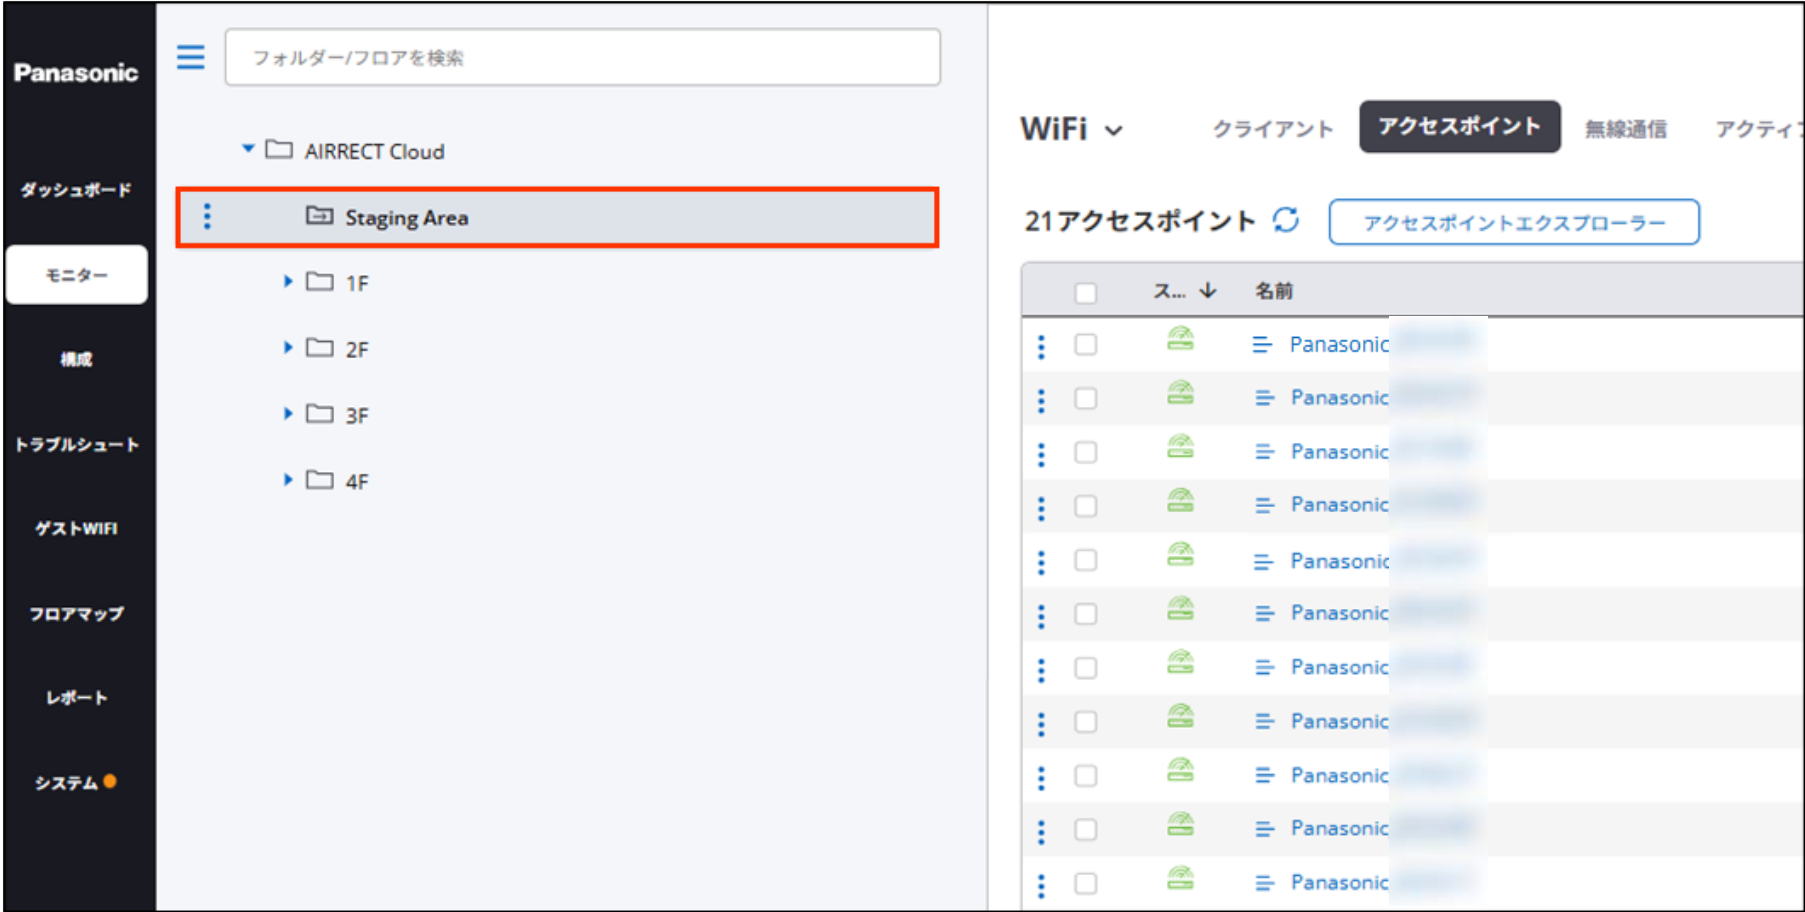 Panasonic
ダッシュボード
モニター
構成
トラブルシュート
ゲストWIFI
フロアマップ
レポート
システム
フォルダー/フロアを検索
AIRRECT Cloud
Staging Area
1F
2F
3F
4F
WiFi クライアント アクセスポイント 無線通信 アクティブ
21アクセスポイント アクセスポイントエクスプローラー
ス... 名前
Panasonic
Panasonic
Panasonic
Panasonic
Panasonic
Panasonic
Panasonic
Panasonic
Panasonic
Panasonic
Panasonic